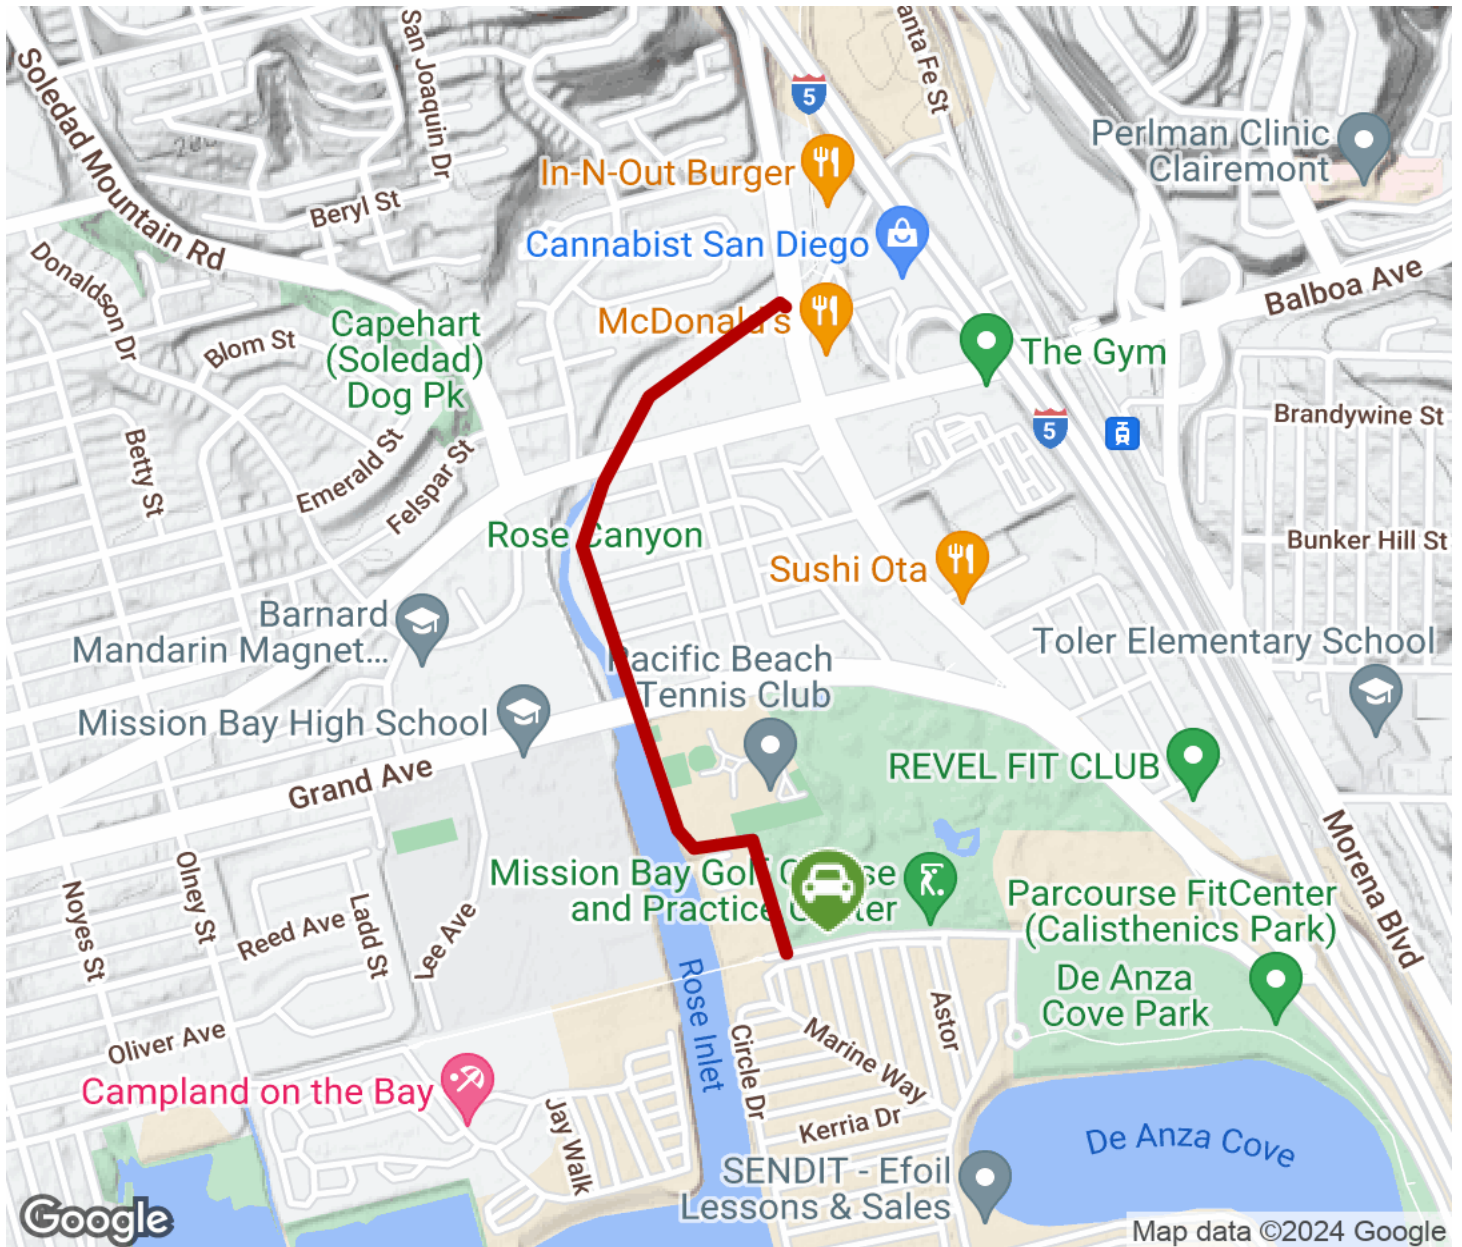 Soledad Mountain Rd
San Joaquin Dr
anta Fe St
5
Perlman Clinic
Clairemont
In-N-Out Burger
Beryl St
Cannabist San Diego
Donaldson Dr
Balboa Ave
McDonald's
Capehart
(Soledad)
Dog Pk
Blom St
The Gym
Brandywine St
5
Betty St
Emerald St
Felspar St
Rose Canyon
Bunker Hill St
Sushi Ota
Barnard
Mandarin Magnet...
Toler Elementary School
Pacific Beach
Tennis Club
Mission Bay High School
Grand Ave
REVEL FIT CLUB
Morena Blvd
Mission Bay Golf Course
and Practice Center
Parcourse FitCenter
(Calisthenics Park)
Olney St
Noyes St
Reed Ave
Ladd St
Lee Ave
De Anza
Cove Park
Rose Inlet
Astor
Oliver Ave
Circle Dr
Marine Way
Campland on the Bay
Jay Walk
Kerria Dr
De Anza Cove
SENDIT - Efoil
Lessons & Sales
Google
Map data ©2024 Google